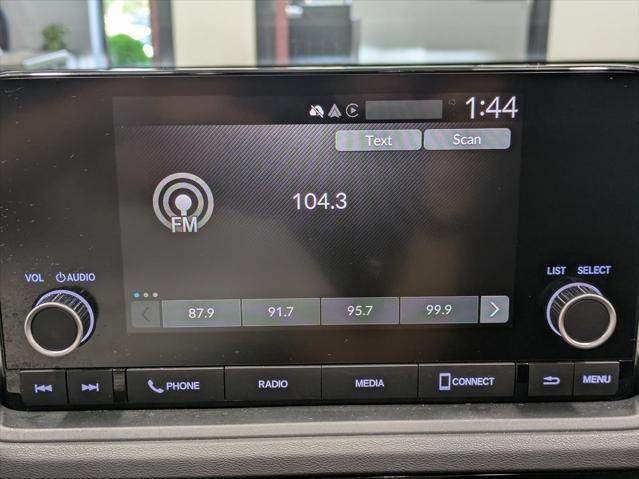 1:44
Text Scan
104.3
FM
VOL AUDIO
LIST SELECT
87.9 91.7 95.7 99.9
PHONE RADIO MEDIA CONNECT MENU